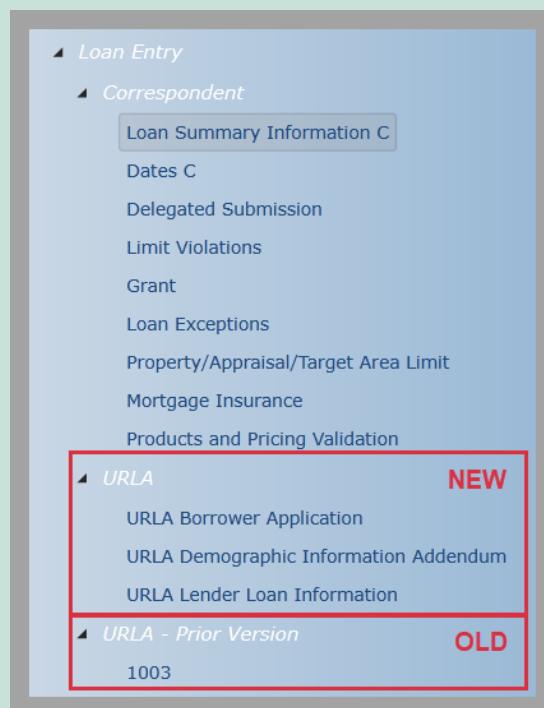 Loan Entry
Correspondent
Loan Summary Information C
Dates C
Delegated Submission
Limit Violations
Grant
Loan Exceptions
Property/Appraisal/Target Area Limit
Mortgage Insurance
Products and Pricing Validation
URLA NEW
URLA Borrower Application
URLA Demographic Information Addendum
URLA Lender Loan Information
URLA - Prior Version OLD
1003